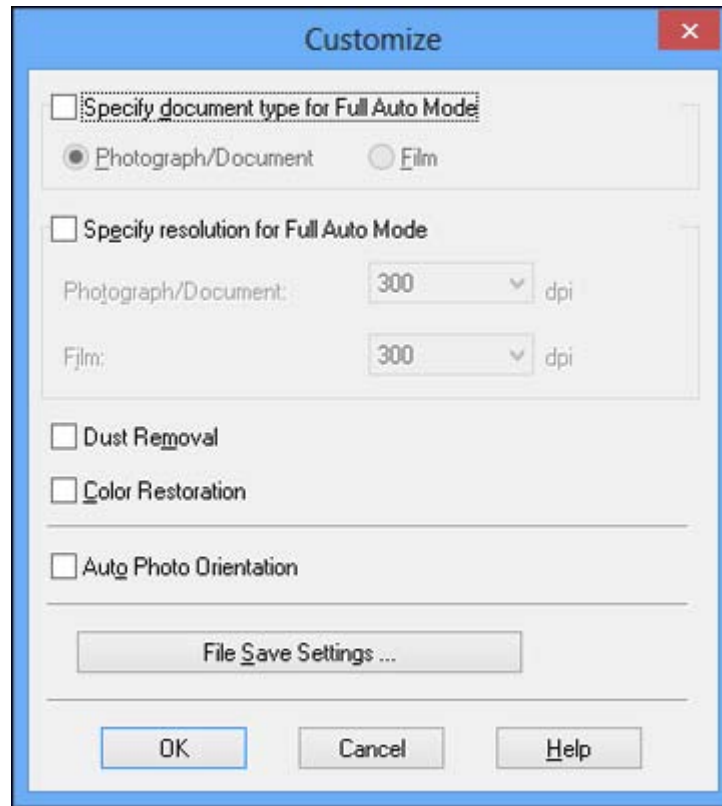 Customize
Specify document type for Full Auto Mode
Photograph/Document Film
Specify resolution for Full Auto Mode
Photograph/Document: 300 dpi
Film: 300 dpi
Dust Removal
Color Restoration
Auto Photo Orientation
File Save Settings ...
OK Cancel Help